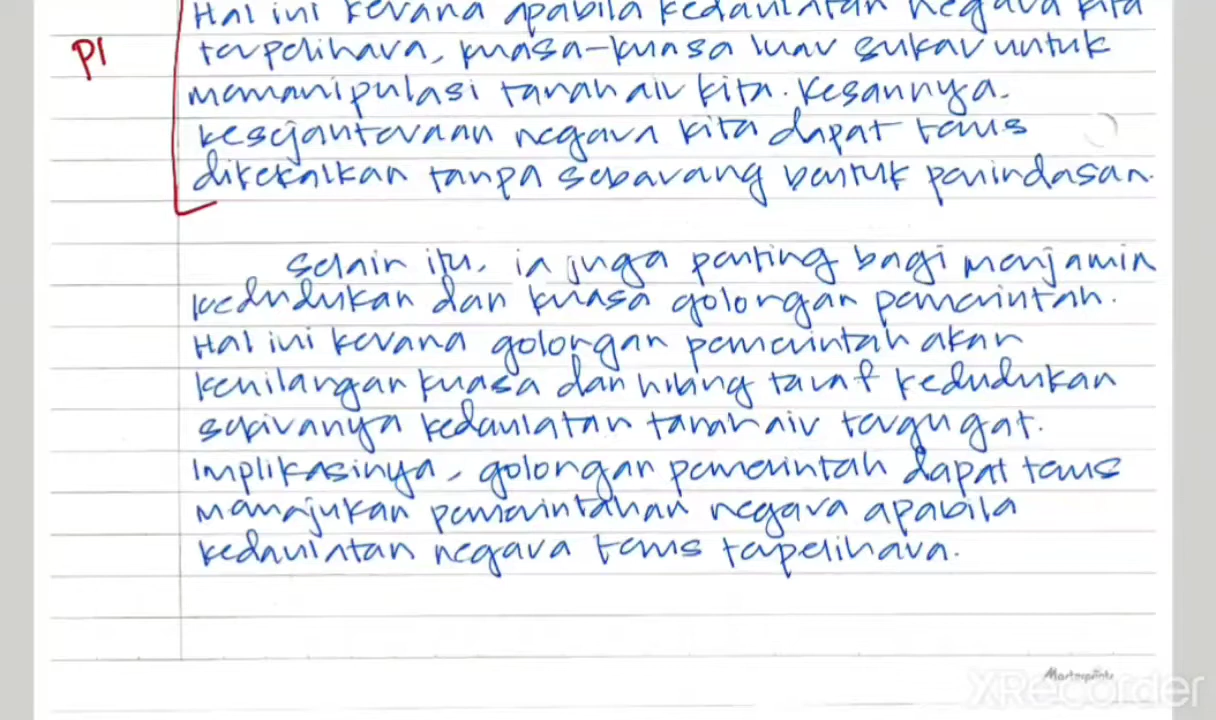 Hal ini kerana apabila kedaulatan negara kita
P1
terpelihara, kuasa-kuasa luar sukar untuk
memanipulasi tanah air kita. Kesannya,
kesejahteraan negara kita dapat terus
dikekalkan tanpa sebarang bentuk penindasan.
Selain itu, ia juga penting bagi menjamin
kedudukan dan kuasa golongan pemerintah.
Hal ini kerana golongan pemerintah akan
kehilangan kuasa dan hilang taraf kedudukan
sekiranya kedaulatan tanah air tergugat.
Implikasinya, golongan pemerintah dapat terus
memajukan pemerintahan negara apabila
kedaulatan negara terus terpelihara.
XRecorder